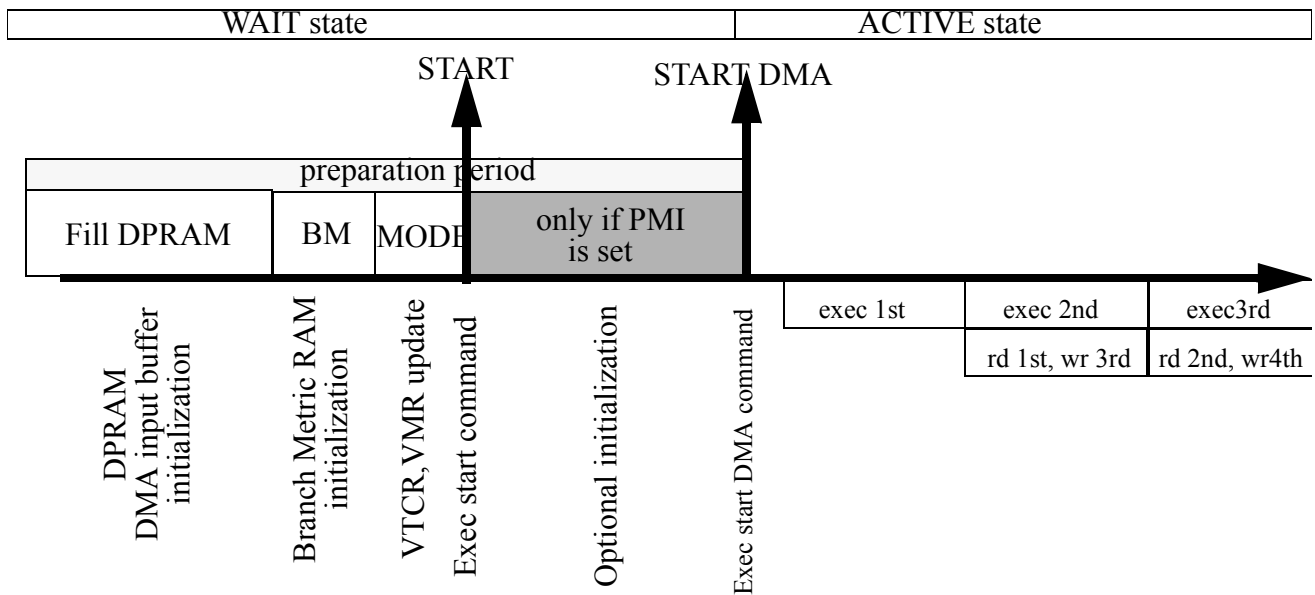 WAIT state
ACTIVE state
START
START DMA
preparation period
Fill DPRAM
BM
MODE
only if PMI
is set
exec 1st
exec 2nd
exec3rd
rd 1st, wr 3rd
rd 2nd, wr4th
DPRAM
DMA input buffer
initialization
Branch Metric RAM
initialization
VTCR,VMR update
Exec start command
Optional initialization
Exec start DMA command